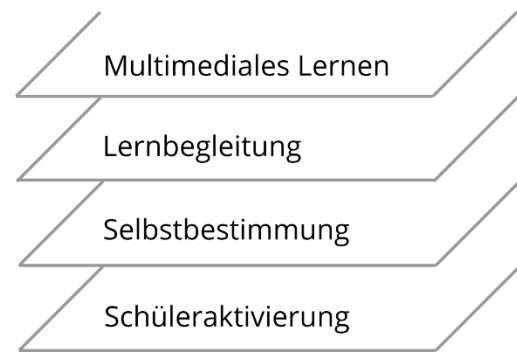 Multimediales Lernen
Lernbegleitung
Selbstbestimmung
Schüleraktivierung